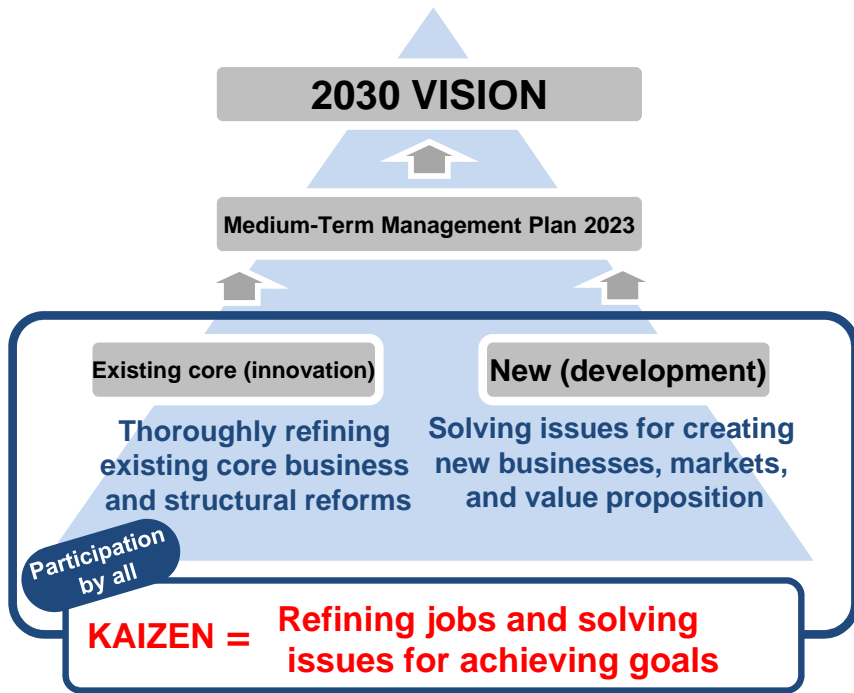 2030 VISION
Medium-Term Management Plan 2023
Existing core (innovation)
Thoroughly refining
existing core business
and structural reforms
New (development)
Solving issues for creating
new businesses, markets,
and value proposition
Participation
by all
KAIZEN = Refining jobs and solving
issues for achieving goals